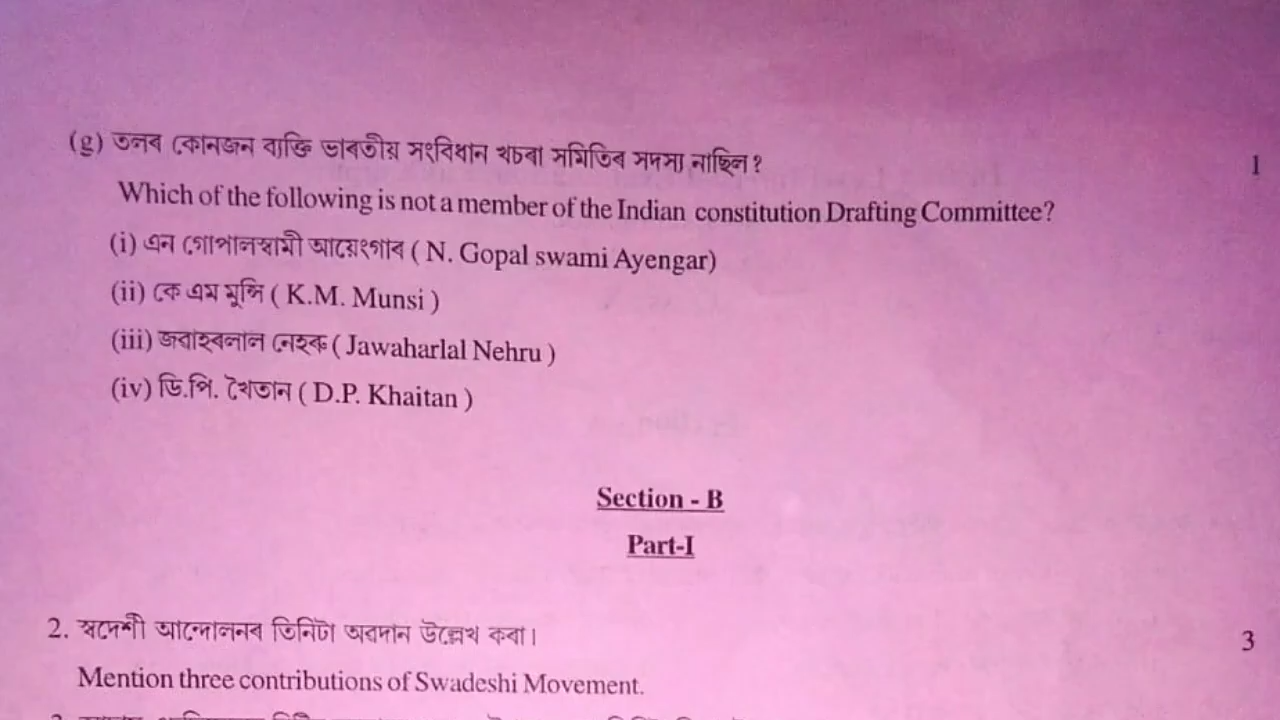 (g) তলৰ কোনজন ব্যক্তি ভাৰতীয় সংবিধান খচৰা সমিতিৰ সদস্য নাছিল ? 1
Which of the following is not a member of the Indian constitution Drafting Committee?
(i) এন গোপালস্বামী আয়েংগাৰ ( N. Gopal swami Ayengar)
(ii) কে এম মুন্সি ( K.M. Munsi )
(iii) জৱাহৰলাল নেহৰু ( Jawaharlal Nehru )
(iv) ডি.পি. খৈতান ( D.P. Khaitan )
Section - B
Part-I
2. স্বদেশী আন্দোলনৰ তিনিটা অৱদান উল্লেখ কৰা। 3
Mention three contributions of Swadeshi Movement.